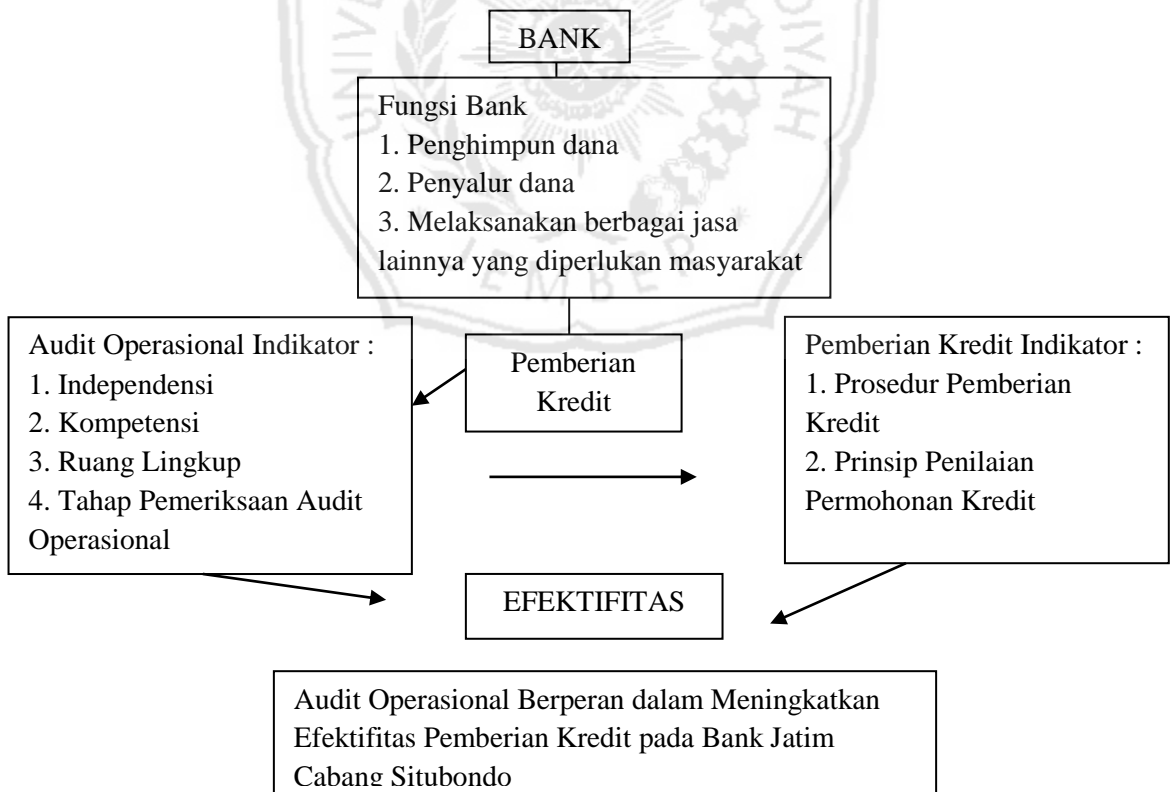 BANK
Fungsi Bank
1. Penghimpun dana
2. Penyalur dana
3. Melaksanakan berbagai jasa
lainnya yang diperlukan masyarakat
Audit Operasional Indikator :
1. Independensi
2. Kompetensi
3. Ruang Lingkup
4. Tahap Pemeriksaan Audit
Operasional
Pemberian
Kredit
Pemberian Kredit Indikator :
1. Prosedur Pemberian
Kredit
2. Prinsip Penilaian
Permohonan Kredit
EFEKTIFITAS
Audit Operasional Berperan dalam Meningkatkan
Efektifitas Pemberian Kredit pada Bank Jatim
Cabang Situbondo